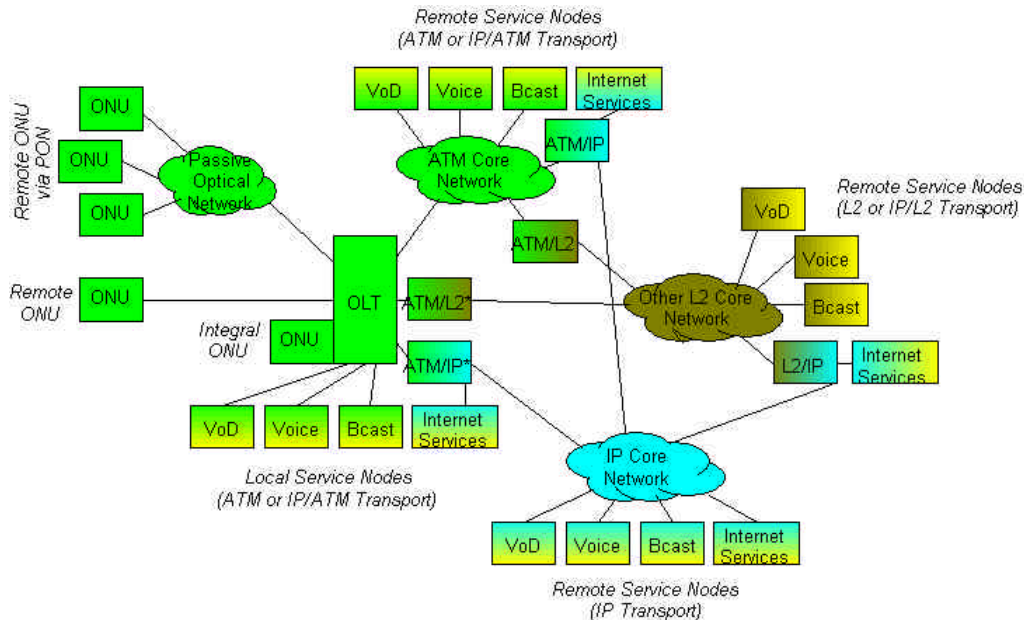 Remote Service Nodes
(ATM or IP/ATM Transport)
VoD
Voice
Bcast
Internet
Services
ONU
ONU
ONU
Remote ONU
via PON
Passive
Optical
Network
ATM Core
Network
ATM/IP
ATM/L2
Remote Service Nodes
(L2 or IP/L2 Transport)
VoD
Voice
Bcast
Other L2 Core
Network
L2/IP
Internet
Services
Remote
ONU
ONU
OLT
ATM/L2*
Integral
ONU
ONU
ATM/IP*
VoD
Voice
Bcast
Internet
Services
Local Service Nodes
(ATM or IP/ATM Transport)
IP Core
Network
VoD
Voice
Bcast
Internet
Services
Remote Service Nodes
(IP Transport)